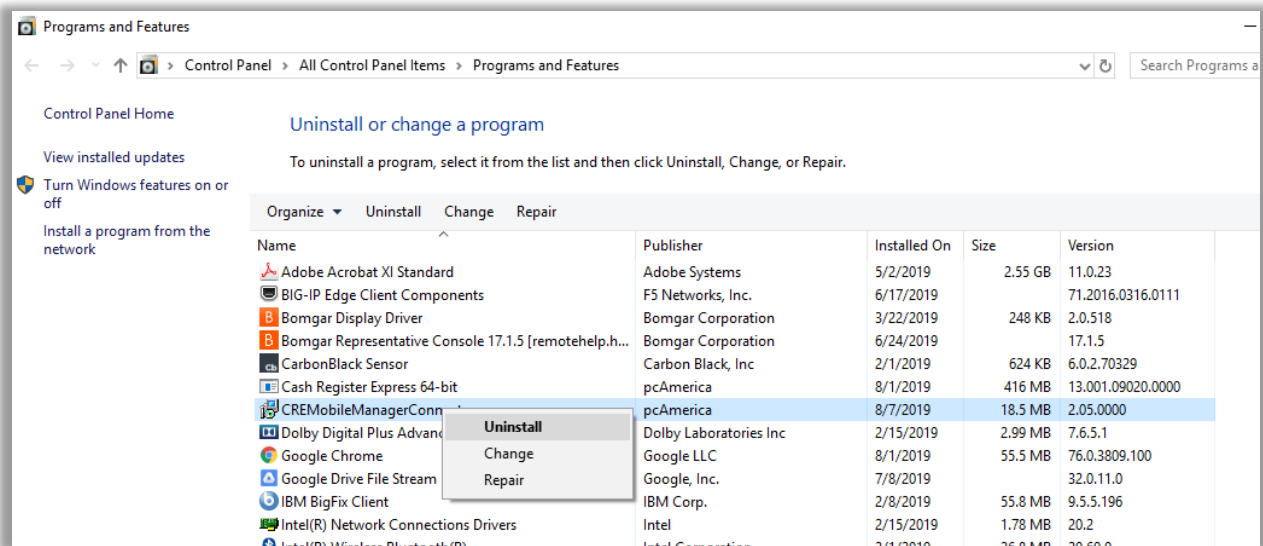 Programs and Features
Control Panel > All Control Panel Items > Programs and Features
Search Programs a
Control Panel Home
View installed updates
Turn Windows features on or
off
Install a program from the
network
Uninstall or change a program
To uninstall a program, select it from the list and then click Uninstall, Change, or Repair.
Organize Uninstall Change Repair
Name Publisher Installed On Size Version
Adobe Acrobat XI Standard Adobe Systems 5/2/2019 2.55 GB 11.0.23
BIG-IP Edge Client Components F5 Networks, Inc. 6/17/2019 71.2016.0316.0111
Bomgar Display Driver Bomgar Corporation 3/22/2019 248 KB 2.0.518
Bomgar Representative Console 17.1.5 [remotehelp.h... Bomgar Corporation 6/24/2019 17.1.5
CarbonBlack Sensor Carbon Black, Inc 2/1/2019 624 KB 6.0.2.70329
Cash Register Express 64-bit pcAmerica 8/1/2019 416 MB 13.001.09020.0000
CREMobileManagerConn pcAmerica 8/7/2019 18.5 MB 2.05.0000
Dolby Digital Plus Advanc Dolby Laboratories Inc 2/15/2019 2.99 MB 7.6.5.1
Google Chrome Google LLC 8/1/2019 55.5 MB 76.0.3809.100
Google Drive File Stream Google, Inc. 7/8/2019 32.0.11.0
IBM BigFix Client IBM Corp. 2/8/2019 55.8 MB 9.5.5.196
Intel(R) Network Connections Drivers Intel 2/15/2019 1.78 MB 20.2
Intel(R) Wireless Bluetooth(R) Intel Corporation
Uninstall
Change
Repair